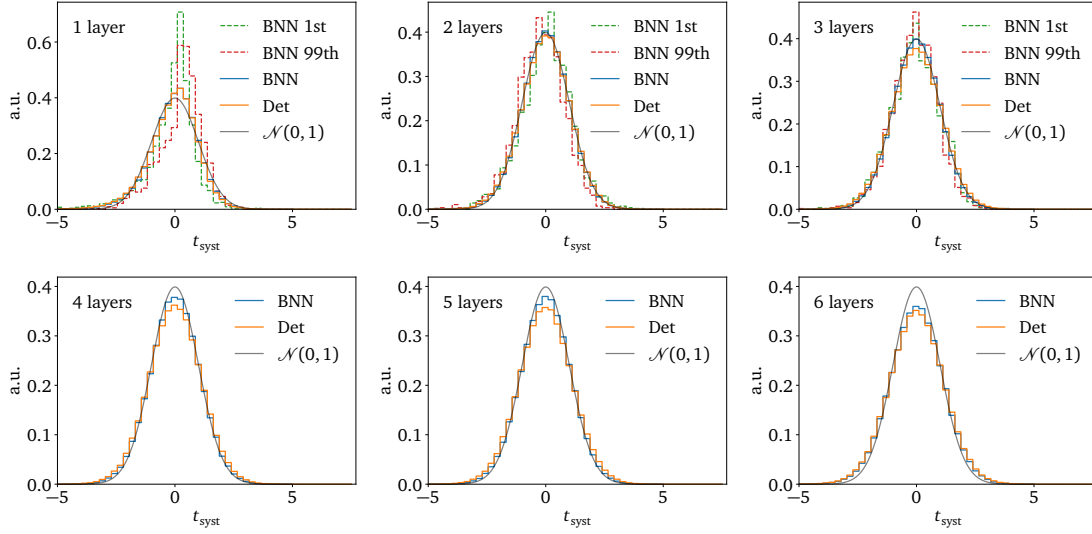 1 layer
BNN 1st
BNN 99th
BNN
Det
𝒩(0, 1)
a.u.
0.6
0.4
0.2
0.0
−5
0
5
t_syst
2 layers
BNN 1st
BNN 99th
BNN
Det
𝒩(0, 1)
a.u.
0.4
0.3
0.2
0.1
0.0
−5
0
5
t_syst
3 layers
BNN 1st
BNN 99th
BNN
Det
𝒩(0, 1)
a.u.
0.4
0.3
0.2
0.1
0.0
−5
0
5
t_syst
4 layers
BNN
Det
𝒩(0, 1)
a.u.
0.4
0.3
0.2
0.1
0.0
−5
0
5
t_syst
5 layers
BNN
Det
𝒩(0, 1)
a.u.
0.4
0.3
0.2
0.1
0.0
−5
0
5
t_syst
6 layers
BNN
Det
𝒩(0, 1)
a.u.
0.4
0.3
0.2
0.1
0.0
−5
0
5
t_syst